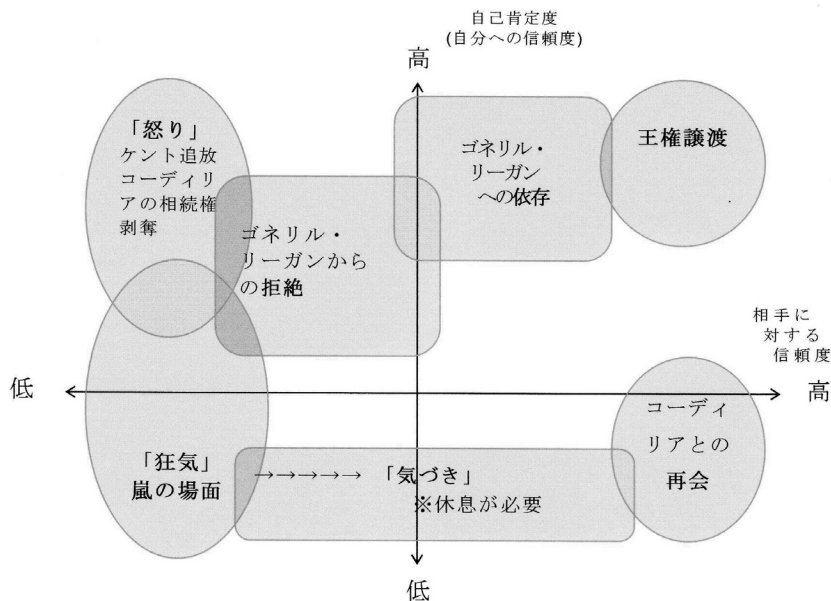 自己肯定度
(自分への信頼度)
高
「怒り」
ケント追放
コーディリ
アの相続権
剥奪
ゴネリル・
リーガン
への依存
王権譲渡
ゴネリル・
リーガンから
の拒絶
相手に
対する
信頼度
低
高
コーディ
リアとの
再会
「狂気」
嵐の場面
→→→→→ 「気づき」
※休息が必要
低